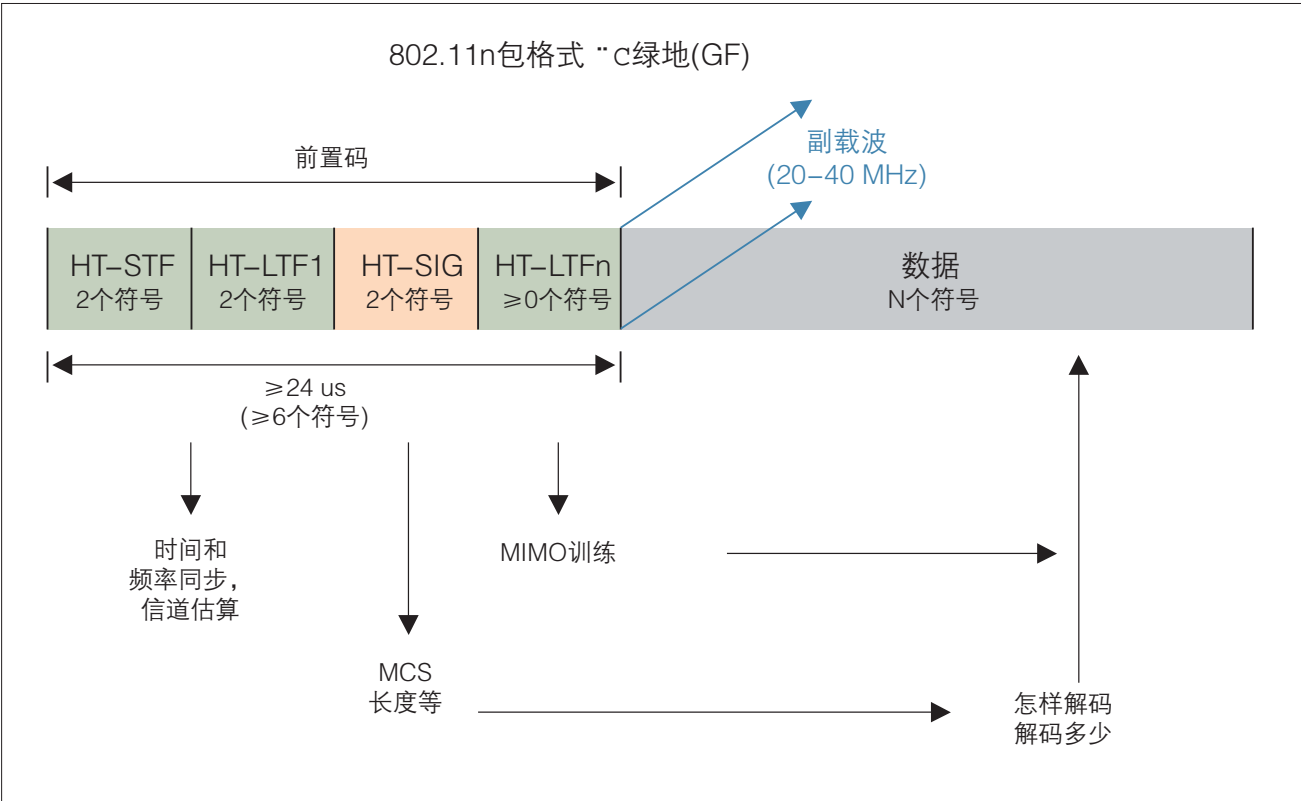 802.11n包格式 ¨c绿地(GF)
前置码
副载波
(20–40 MHz)
HT–STF
2个符号
HT–LTF1
2个符号
HT–SIG
2个符号
HT–LTFn
≥0个符号
数据
N个符号
≥24 us
(≥6个符号)
时间和
频率同步，
信道估算
MIMO训练
MCS
长度等
怎样解码
解码多少